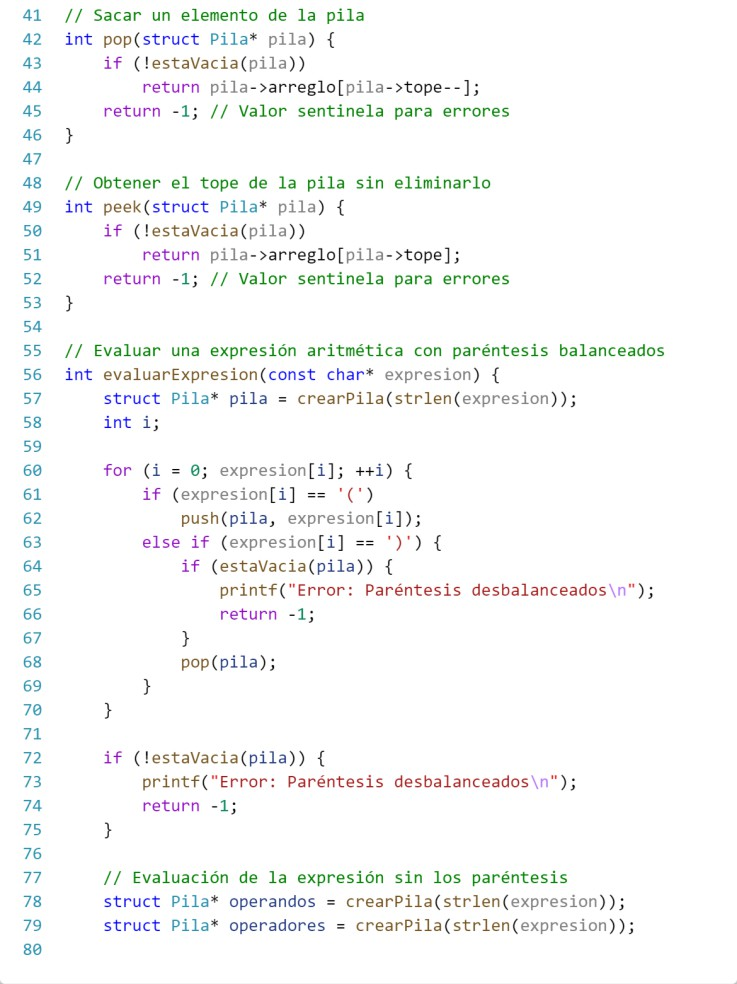 41 // Sacar un elemento de la pila
42 int pop(struct Pila* pila) {
43     if (!estaVacia(pila))
44         return pila->arreglo[pila->tope--];
45     return -1; // Valor sentinela para errores
46 }
47
48 // Obtener el tope de la pila sin eliminarlo
49 int peek(struct Pila* pila) {
50     if (!estaVacia(pila))
51         return pila->arreglo[pila->tope];
52     return -1; // Valor sentinela para errores
53 }
54
55 // Evaluar una expresión aritmética con paréntesis balanceados
56 int evaluarExpresion(const char* expresion) {
57     struct Pila* pila = crearPila(strlen(expresion));
58     int i;
59
60     for (i = 0; expresion[i]; ++i) {
61         if (expresion[i] == '(')
62             push(pila, expresion[i]);
63         else if (expresion[i] == ')') {
64             if (estaVacia(pila)) {
65                 printf("Error: Paréntesis desbalanceados\n");
66                 return -1;
67             }
68             pop(pila);
69         }
70     }
71
72     if (!estaVacia(pila)) {
73         printf("Error: Paréntesis desbalanceados\n");
74         return -1;
75     }
76
77     // Evaluación de la expresión sin los paréntesis
78     struct Pila* operandos = crearPila(strlen(expresion));
79     struct Pila* operadores = crearPila(strlen(expresion));
80